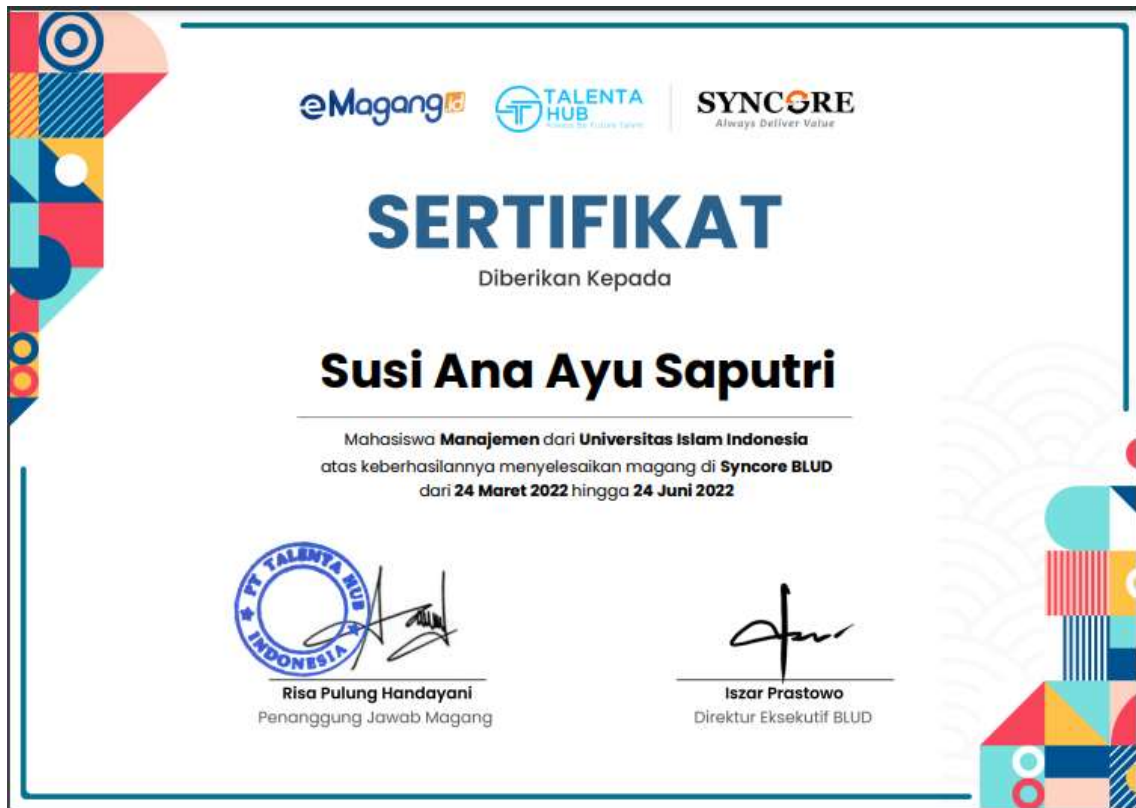 eMagang.id
TALENTA
HUB
SYNCORE
Always Deliver Value
SERTIFIKAT
Diberikan Kepada
Susi Ana Ayu Saputri
Mahasiswa Manajemen dari Universitas Islam Indonesia
atas keberhasilannya menyelesaikan magang di Syncore BLUD
dari 24 Maret 2022 hingga 24 Juni 2022
PT TALENTA HUB
INDONESIA
Risa Pulung Handayani
Penanggung Jawab Magang
Iszar Prastowo
Direktur Eksekutif BLUD